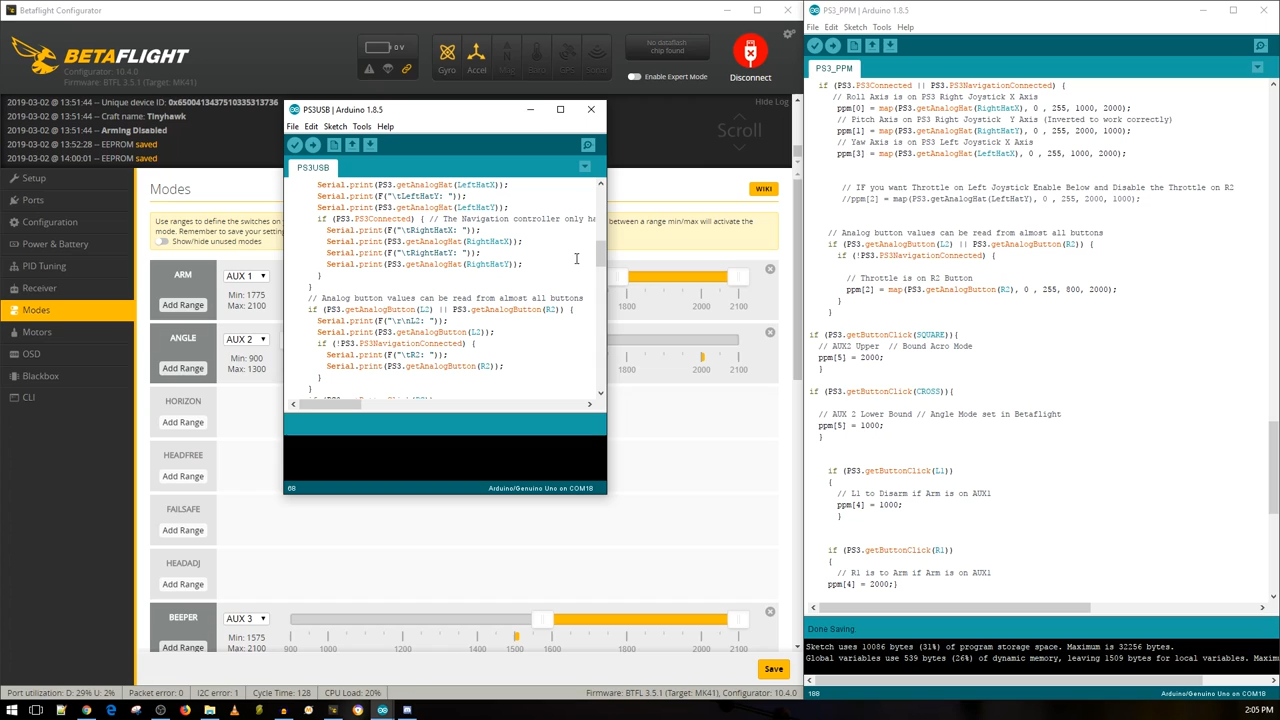 Betaflight Configurator
BETAFLIGHT
Configurator: 10.4.0
Firmware: BTFL 3.5.1 (Target: MK41)
0 V
Gyro
Accel
No dataflash
chip found
Enable Expert Mode
Disconnect
2019-03-02 @ 13:51:44 -- Unique device ID: 0x6500413437510333313736
2019-03-02 @ 13:51:44 -- Craft name: Tinyhawk
2019-03-02 @ 13:51:44 -- Arming Disabled
2019-03-02 @ 13:52:28 -- EEPROM saved
2019-03-02 @ 14:00:01 -- EEPROM saved
Hide Log
Scroll
Setup
Ports
Configuration
Power & Battery
PID Tuning
Receiver
Modes
Motors
OSD
Blackbox
CLI
Modes
WIKI
Use ranges to define the switches on
between a range min/max will activate the
mode. Remember to save your setting
Show/hide unused modes
ARM
AUX 1
Add Range
Min: 1775
Max: 2100
1800 1900 2000 2100
ANGLE
AUX 2
Add Range
Min: 900
Max: 1300
1800 1900 2000 2100
HORIZON
Add Range
HEADFREE
Add Range
FAILSAFE
Add Range
HEADADJ
Add Range
BEEPER
AUX 3
Add Range
Min: 1575
Max: 2100
900 1000 1200 1400 1500 1600 1800 1900 2000 2100
Save
Port utilization: D: 29% U: 2%
Packet error: 0
I2C error: 1
Cycle Time: 128
CPU Load: 20%
Firmware: BTFL 3.5.1 (Target: MK41), Configurator: 10.4.0
PS3USB | Arduino 1.8.5
File Edit Sketch Tools Help
PS3USB
Serial.print(PS3.getAnalogHat(LeftHatX));
Serial.print(F("\tLeftHatY: "));
Serial.print(PS3.getAnalogHat(LeftHatY));
if (PS3.PS3Connected) { // The Navigation controller only ha
Serial.print(F("\tRightHatX: "));
Serial.print(PS3.getAnalogHat(RightHatX));
Serial.print(F("\tRightHatY: "));
Serial.print(PS3.getAnalogHat(RightHatY));
}
}
// Analog button values can be read from almost all buttons
if (PS3.getAnalogButton(L2) || PS3.getAnalogButton(R2)) {
Serial.print(F("\r\nL2: "));
Serial.print(PS3.getAnalogButton(L2));
if (!PS3.PS3NavigationConnected) {
Serial.print(F("\tR2: "));
Serial.print(PS3.getAnalogButton(R2));
}
}
68
Arduino/Genuino Uno on COM18
PS3_PPM | Arduino 1.8.5
File Edit Sketch Tools Help
PS3_PPM
if (PS3.PS3Connected || PS3.PS3NavigationConnected) {
// Roll Axis is on PS3 Right Joystick X Axis
ppm[0] = map(PS3.getAnalogHat(RightHatX), 0 , 255, 1000, 2000);
// Pitch Axis on PS3 Right Joystick  Y Axis (Inverted to work correctly)
ppm[1] = map(PS3.getAnalogHat(RightHatY), 0 , 255, 2000, 1000);
// Yaw Axis on PS3 Left Joystick X Axis
ppm[3] = map(PS3.getAnalogHat(LeftHatX), 0 , 255, 1000, 2000);
// IF you want Throttle on Left Joystick Enable Below and Disable the Throttle on R2
//ppm[2] = map(PS3.getAnalogHat(LeftHatY), 0 , 255, 2000, 1000);
// Analog button values can be read from almost all buttons
if (PS3.getAnalogButton(L2) || PS3.getAnalogButton(R2)) {
if (!PS3.PS3NavigationConnected) {
// Throttle is on R2 Button
ppm[2] = map(PS3.getAnalogButton(R2), 0 , 255, 800, 2000);
}
}
if (PS3.getButtonClick(SQUARE)){
// AUX2 Upper  // Bound Acro Mode
ppm[5] = 2000;
}
if (PS3.getButtonClick(CROSS)){
// AUX 2 Lower Bound // Angle Mode set in Betaflight
ppm[5] = 1000;
}
if (PS3.getButtonClick(L1))
{
// L1 to Disarm if Arm is on AUX1
ppm[4] = 1000;
}
if (PS3.getButtonClick(R1))
{
// R1 is to Arm if Arm is on AUX1
ppm[4] = 2000;}
Done Saving.
Sketch uses 10086 bytes (31%) of program storage space. Maximum is 32256 bytes.
Global variables use 539 bytes (26%) of dynamic memory, leaving 1509 bytes for local variables. Maximu
188
Arduino/Genuino Uno on COM18
2:05 PM